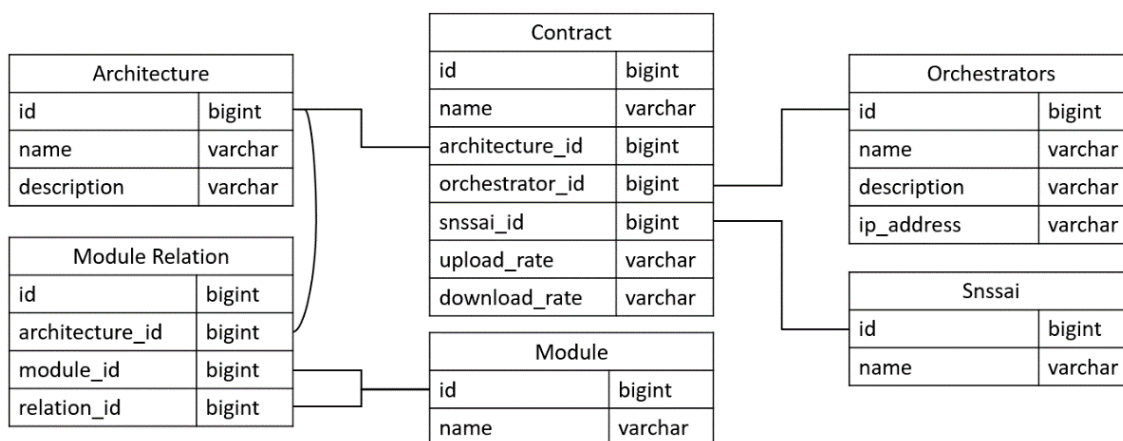 Architecture
id bigint
name varchar
description varchar
Module Relation
id bigint
architecture_id bigint
module_id bigint
relation_id bigint
Contract
id bigint
name varchar
architecture_id bigint
orchestrator_id bigint
snssai_id bigint
upload_rate varchar
download_rate varchar
Module
id bigint
name varchar
Orchestrators
id bigint
name varchar
description varchar
ip_address varchar
Snssai
id bigint
name varchar